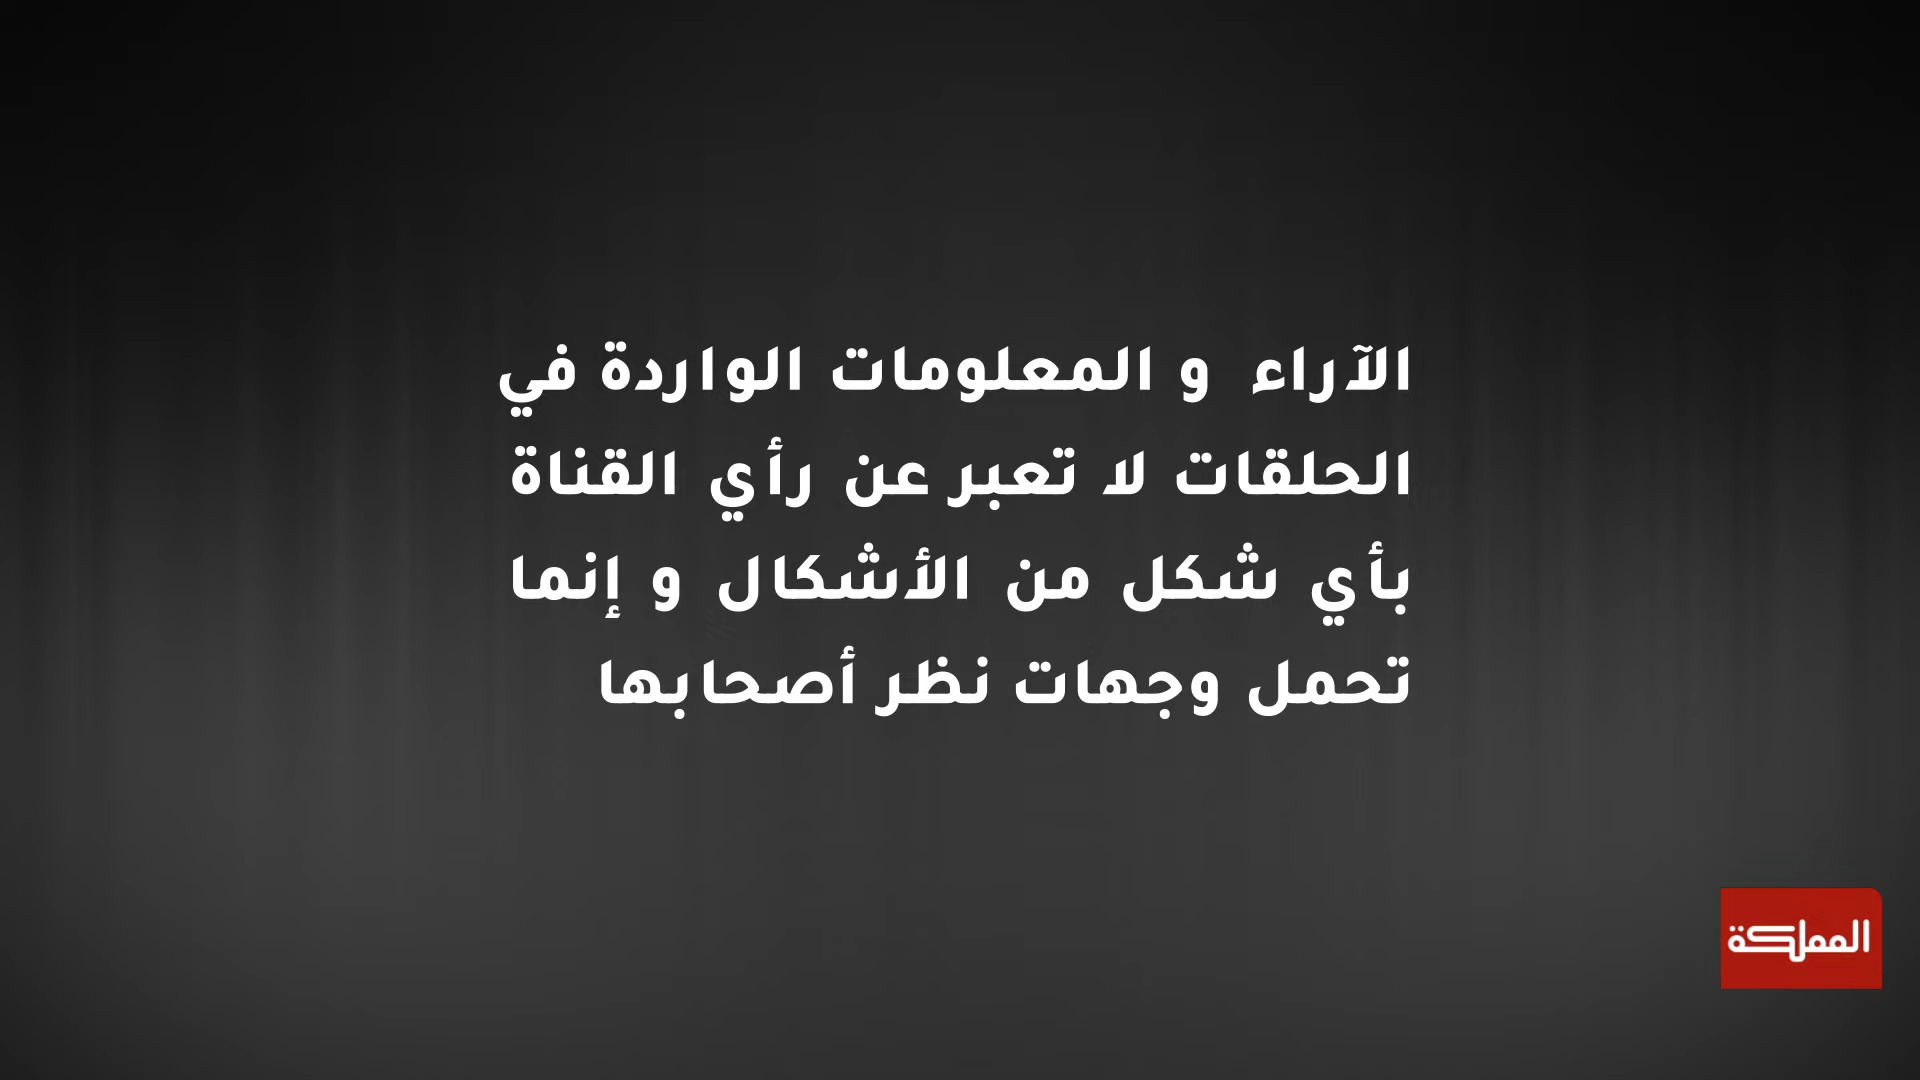 الآراء و المعلومات الواردة في
الحلقات لا تعبر عن رأي القناة
بأي شكل من الأشكال و إنما
تحمل وجهات نظر أصحابها
المملكة